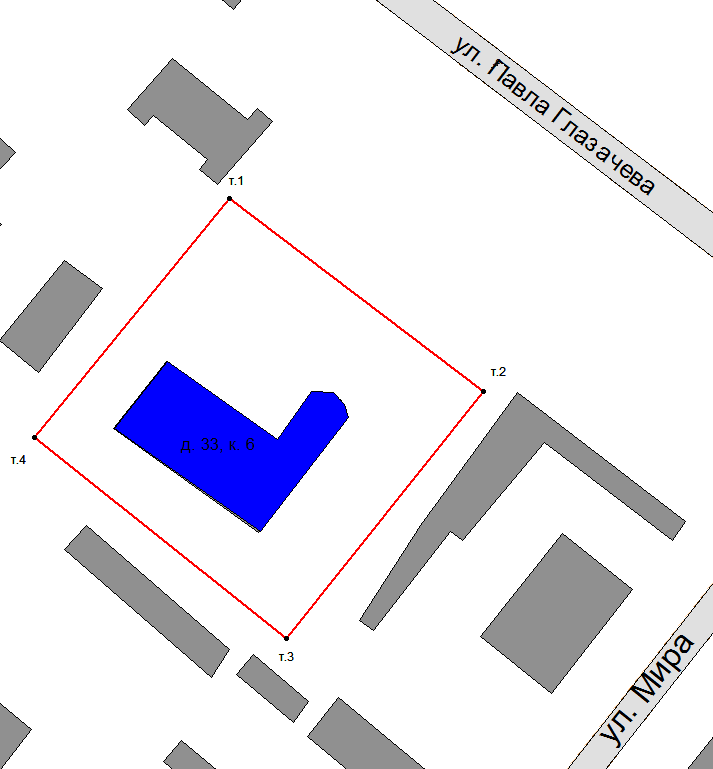 ул. Павла Глазачева
т.1
т.2
д. 33, к. 6
т.4
т.3
ул. Мира